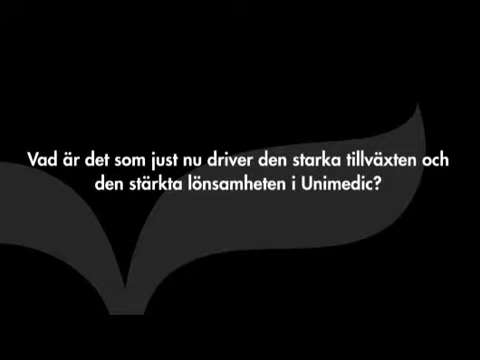 Vad är det som just nu driver den starka tillväxten och
den stärkta lönsamheten i Unimedic?